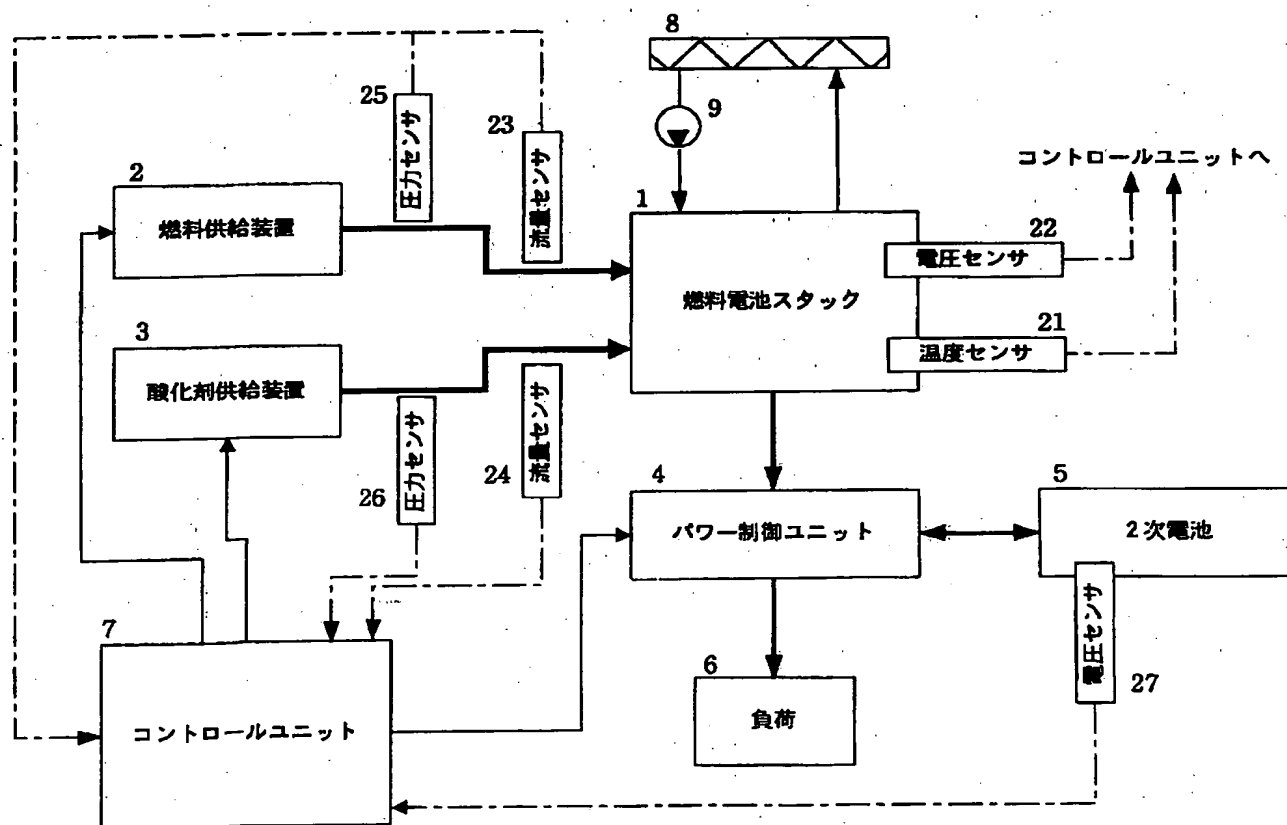 8
25
9
23
圧力センサ
流量センサ
コントロールユニットへ
2
燃料供給装置
1
22
電圧センサ
燃料電池スタック
3
酸化剤供給装置
21
温度センサ
圧力センサ
26
流量センサ
24
4
パワー制御ユニット
5
2次電池
電圧センサ
27
7
コントロールユニット
6
負荷